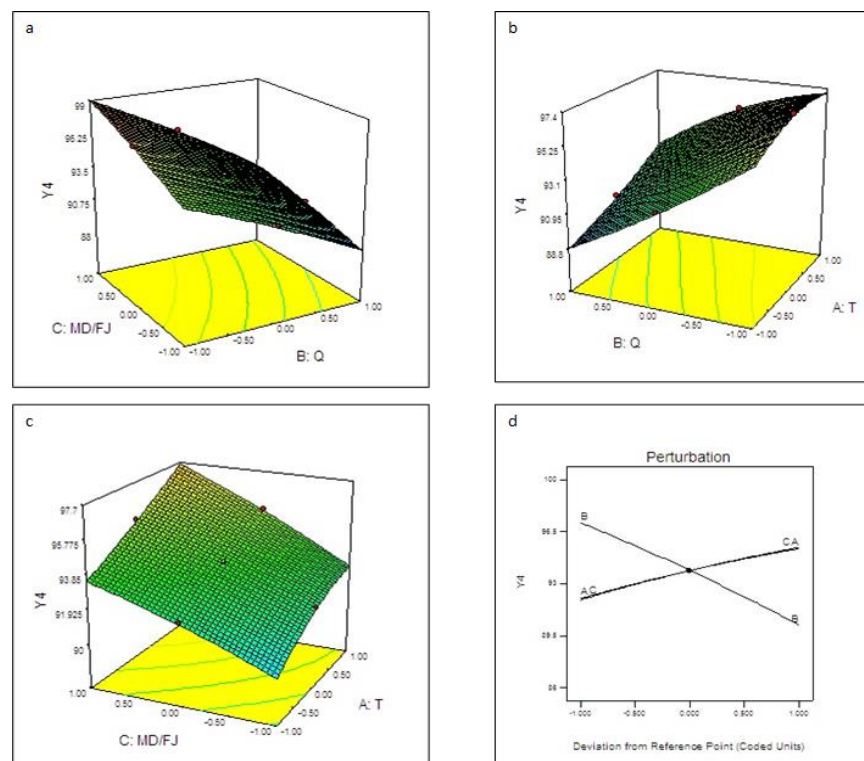 a
99
96.25
93.5
90.75
88
Y4
1.00
0.50
0.00
-0.50
-1.00
C: MD/FJ
1.00
0.50
0.00
-0.50
-1.00
B: Q
b
97.4
95.25
93.1
90.95
88.8
Y4
1.00
0.50
0.00
-0.50
-1.00
B: Q
1.00
0.50
0.00
-0.50
-1.00
A: T
c
97.7
95.775
93.85
91.925
90
Y4
1.00
0.50
0.00
-0.50
-1.00
C: MD/FJ
1.00
0.50
0.00
-0.50
-1.00
A: T
d
Perturbation
100
96.5
93
89.5
86
Y4
B
CA
AC
B
-1.000
-0.500
0.000
0.500
1.000
Deviation from Reference Point (Coded Units)